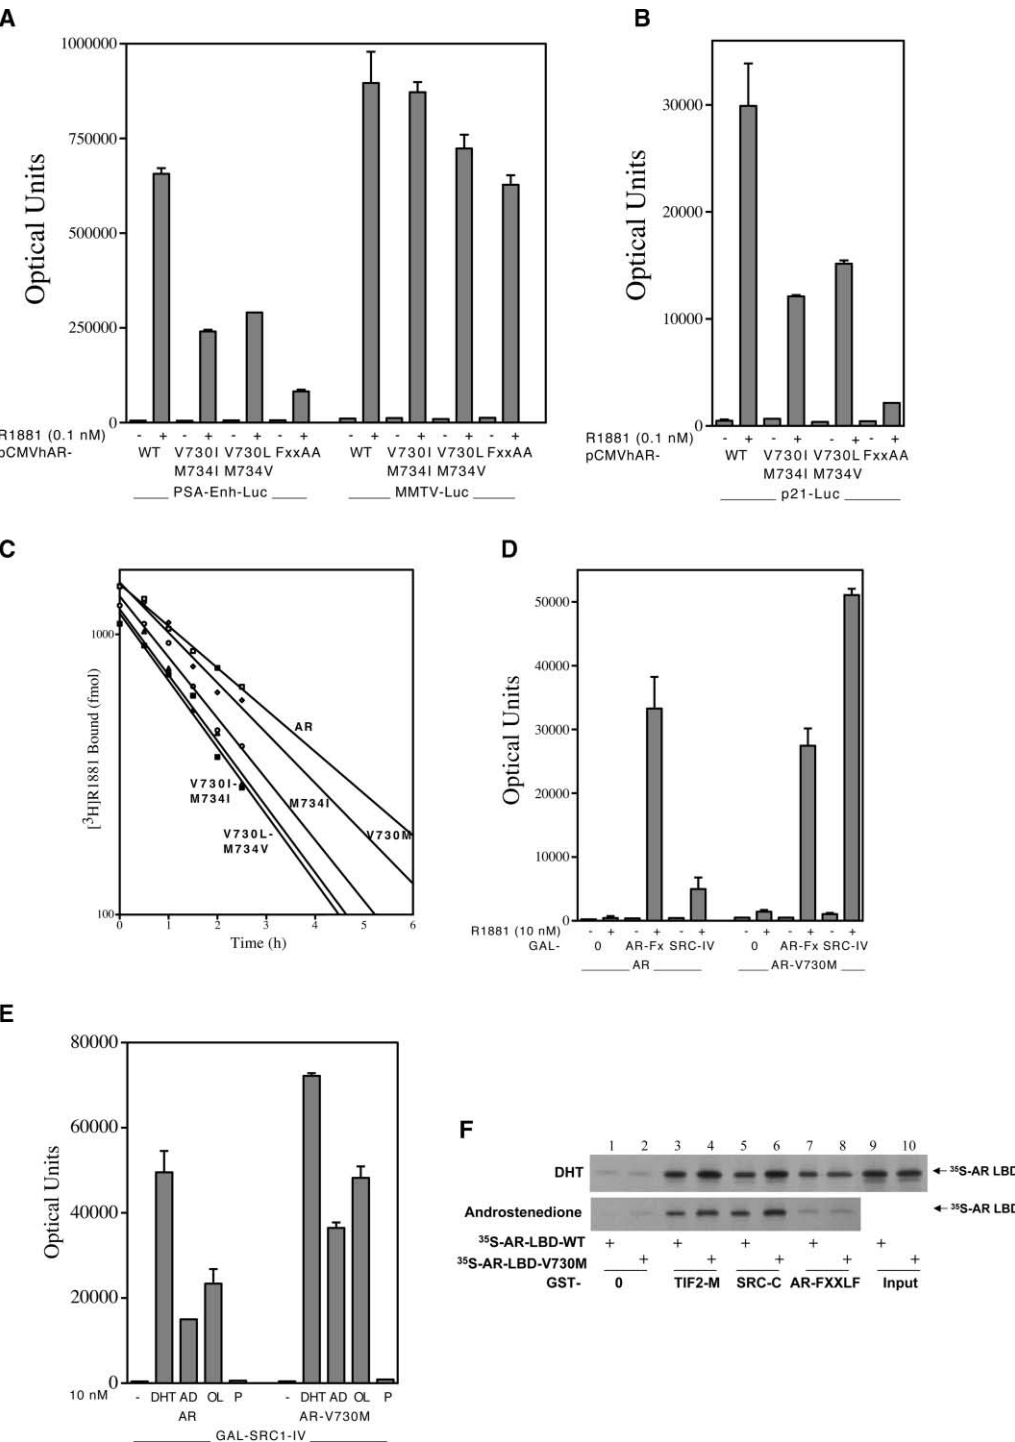 A
B
1000000
750000
500000
250000
0
Optical Units
R1881 (0.1 nM) - + - + - + - + - + - + - + - +
pCMVhAR- WT V730I V730L FxxAA WT V730I V730L FxxAA
M734I M734V M734I M734V
PSA-Enh-Luc MMTV-Luc
30000
20000
10000
0
Optical Units
R1881 (0.1 nM) - + - + - + - +
pCMVhAR- WT V730I V730L FxxAA
M734I M734V
p21-Luc
C
D
1000
100
[3H]R1881 Bound (fmol)
AR
V730I-
M734I
M734I
V730M
V730L-
M734V
0 1 2 3 4 5 6
Time (h)
50000
40000
30000
20000
10000
0
Optical Units
R1881 (10 nM) - + - + - + - + - + - +
GAL- 0 AR-Fx SRC-IV 0 AR-Fx SRC-IV
AR AR-V730M
E
80000
60000
40000
20000
0
Optical Units
10 nM - DHT AD OL P - DHT AD OL P
AR AR-V730M
GAL-SRC1-IV
F
1 2 3 4 5 6 7 8 9 10
DHT ←35S-AR LBD
Androstenedione ←35S-AR LBD
35S-AR-LBD-WT + + + + +
35S-AR-LBD-V730M + + + + +
GST- 0 TIF2-M SRC-C AR-FXXLF Input